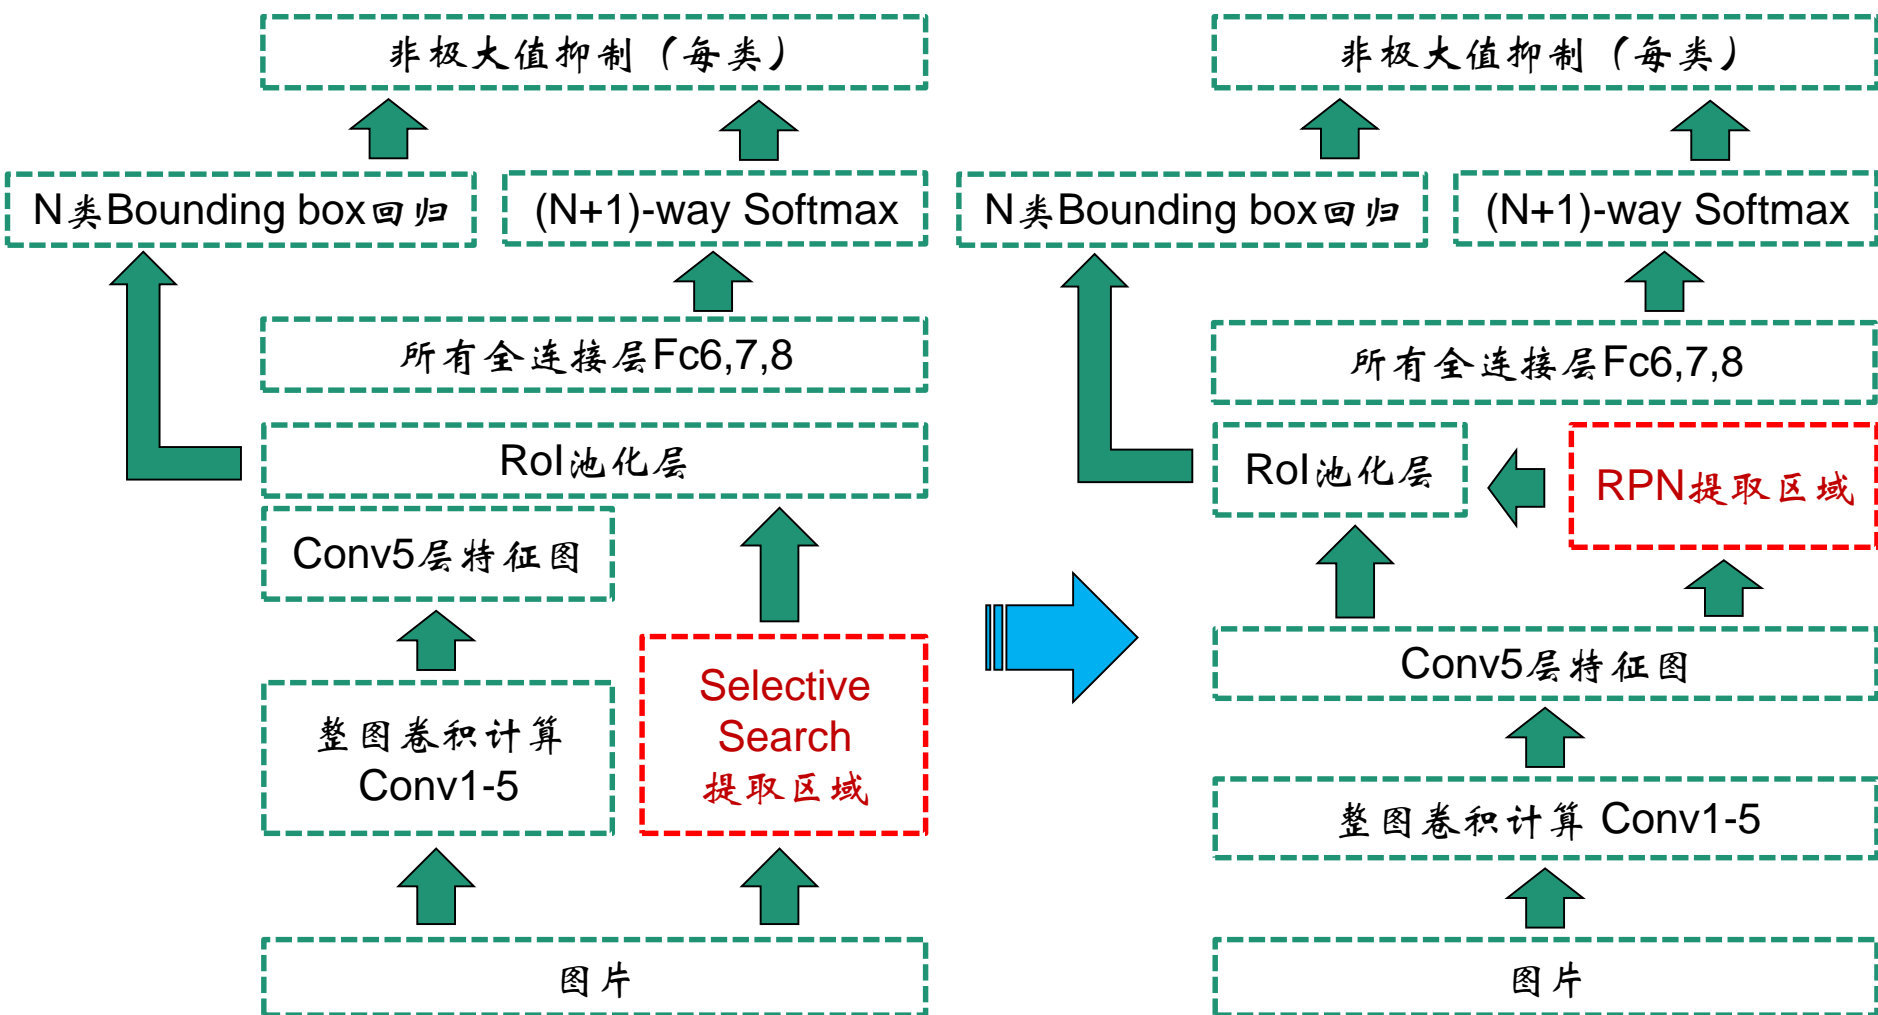 非极大值抑制（每类）
N类Bounding box回归
(N+1)-way Softmax
所有全连接层Fc6,7,8
RoI池化层
Conv5层特征图
整图卷积计算
Conv1-5
Selective
Search
提取区域
图片
非极大值抑制（每类）
N类Bounding box回归
(N+1)-way Softmax
所有全连接层Fc6,7,8
RoI池化层
RPN提取区域
Conv5层特征图
整图卷积计算 Conv1-5
图片